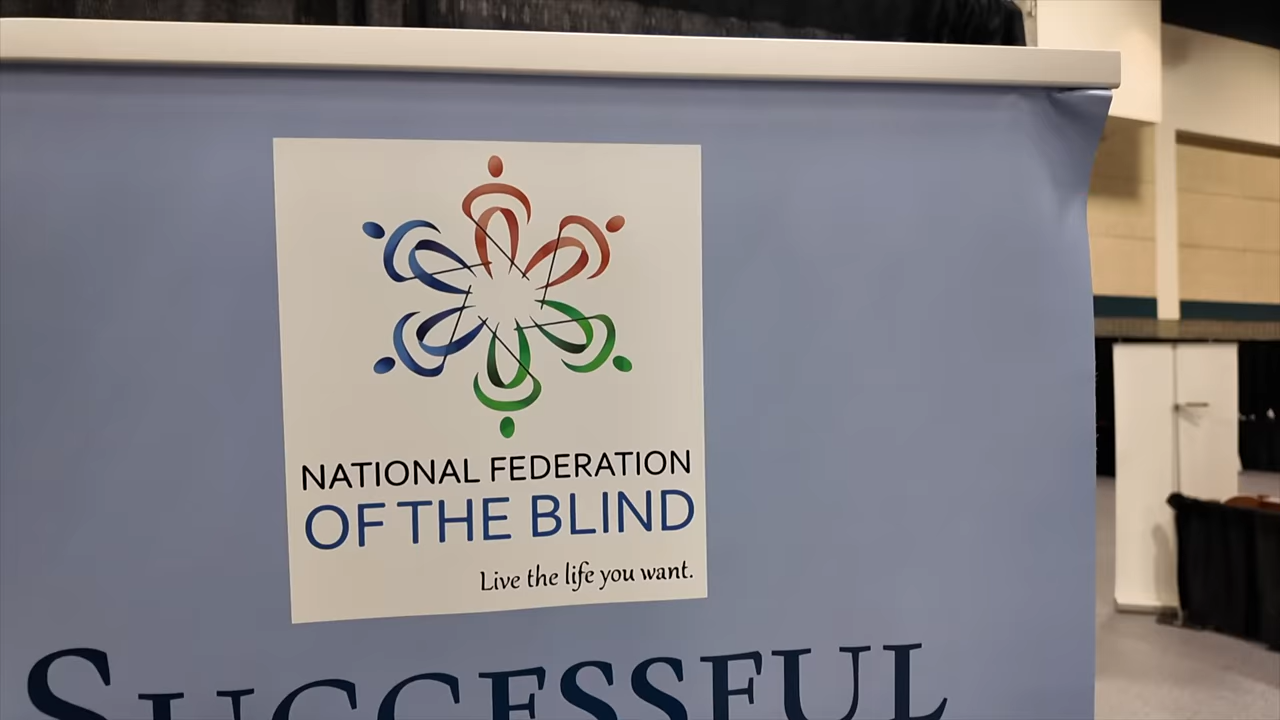 NATIONAL FEDERATION
OF THE BLIND
Live the life you want.
SUCCESSFUL